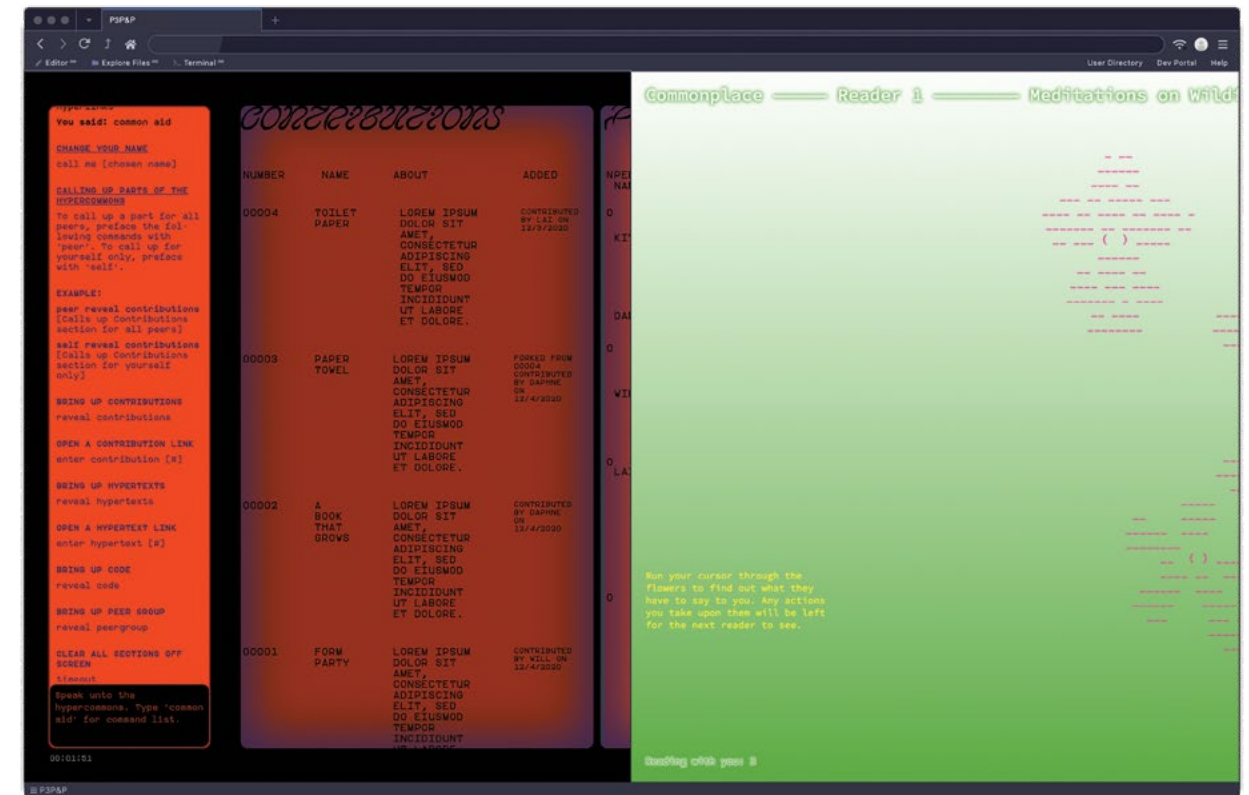 P3P&P
Editor
Explore Files
Terminal
User Directory
Dev Portal
Help
Hyperlinks
You said: common aid
CHANGE YOUR NAME
call me [chosen name]
CALLING UP PARTS OF THE
HYPERCOMMONS
To call up a part for all
peers, preface the fol-
lowing commands with
'peer'. To call up for
yourself only, preface
with 'self'.
EXAMPLE:
peer reveal contributions
[Calls up Contributions
section for all peers]
self reveal contributions
[Calls up Contributions
section for yourself
only]
BRING UP CONTRIBUTIONS
reveal contributions
OPEN A CONTRIBUTION LINK
enter contribution [#]
BRING UP HYPERTEXTS
reveal hypertexts
OPEN A HYPERTEXT LINK
enter hypertext [#]
BRING UP CODE
reveal code
BRING UP PEER GROUP
reveal peergroup
CLEAR ALL SECTIONS OFF
SCREEN
timeout
Speak unto the
hypercommons. Type 'common
aid' for command list.
00:01:51
CONTRIBUTIONS
NUMBER NAME ABOUT ADDED
00004
TOILET
PAPER
LOREM IPSUM
DOLOR SIT
AMET,
CONSECTETUR
ADIPISCING
ELIT, SED
DO EIUSMOD
TEMPOR
INCIDIDUNT
UT LABORE
ET DOLORE.
CONTRIBUTED
BY LAI ON
12/3/2020
00003
PAPER
TOWEL
LOREM IPSUM
DOLOR SIT
AMET,
CONSECTETUR
ADIPISCING
ELIT, SED
DO EIUSMOD
TEMPOR
INCIDIDUNT
UT LABORE
ET DOLORE.
FORKED FROM
00004
CONTRIBUTED
BY DAPHNE
ON
12/4/2020
00002
A
BOOK
THAT
GROWS
LOREM IPSUM
DOLOR SIT
AMET,
CONSECTETUR
ADIPISCING
ELIT, SED
DO EIUSMOD
TEMPOR
INCIDIDUNT
UT LABORE
ET DOLORE.
CONTRIBUTED
BY DAPHNE
ON
12/4/2020
00001
FORM
PARTY
LOREM IPSUM
DOLOR SIT
AMET,
CONSECTETUR
ADIPISCING
ELIT, SED
DO EIUSMOD
TEMPOR
INCIDIDUNT
UT LABORE
CONTRIBUTED
BY WILL ON
12/4/2020
Commonplace —— Reader 1 —— Meditations on Wild
Run your cursor through the
flowers to find out what they
have to say to you. Any actions
you take upon them will be left
for the next reader to see.
Reading with you: 3
P3P&P